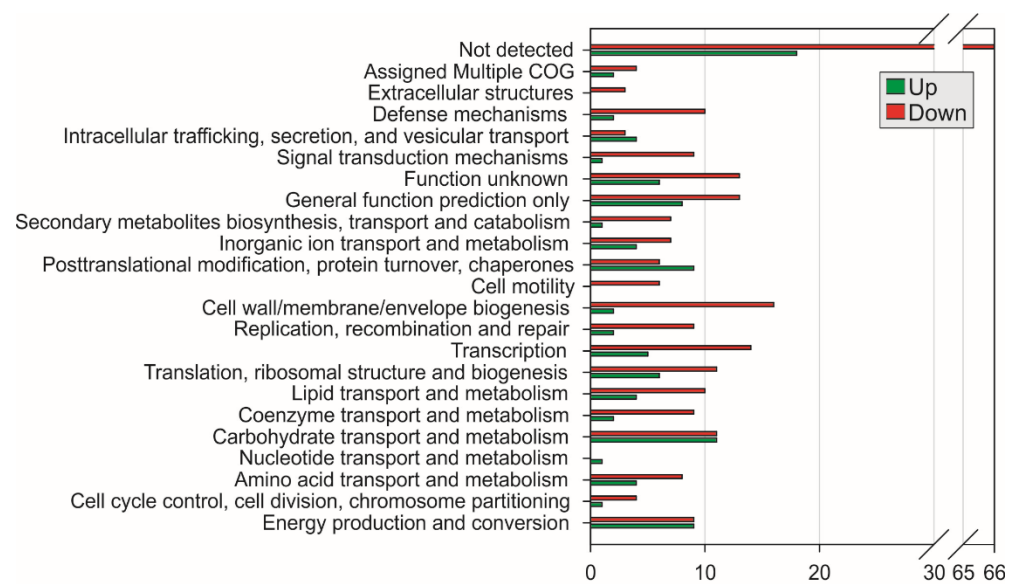 Not detected
Assigned Multiple COG
Extracellular structures
Defense mechanisms
Intracellular trafficking, secretion, and vesicular transport
Signal transduction mechanisms
Function unknown
General function prediction only
Secondary metabolites biosynthesis, transport and catabolism
Inorganic ion transport and metabolism
Posttranslational modification, protein turnover, chaperones
Cell motility
Cell wall/membrane/envelope biogenesis
Replication, recombination and repair
Transcription
Translation, ribosomal structure and biogenesis
Lipid transport and metabolism
Coenzyme transport and metabolism
Carbohydrate transport and metabolism
Nucleotide transport and metabolism
Amino acid transport and metabolism
Cell cycle control, cell division, chromosome partitioning
Energy production and conversion
Up
Down
0 10 20 30 65 66